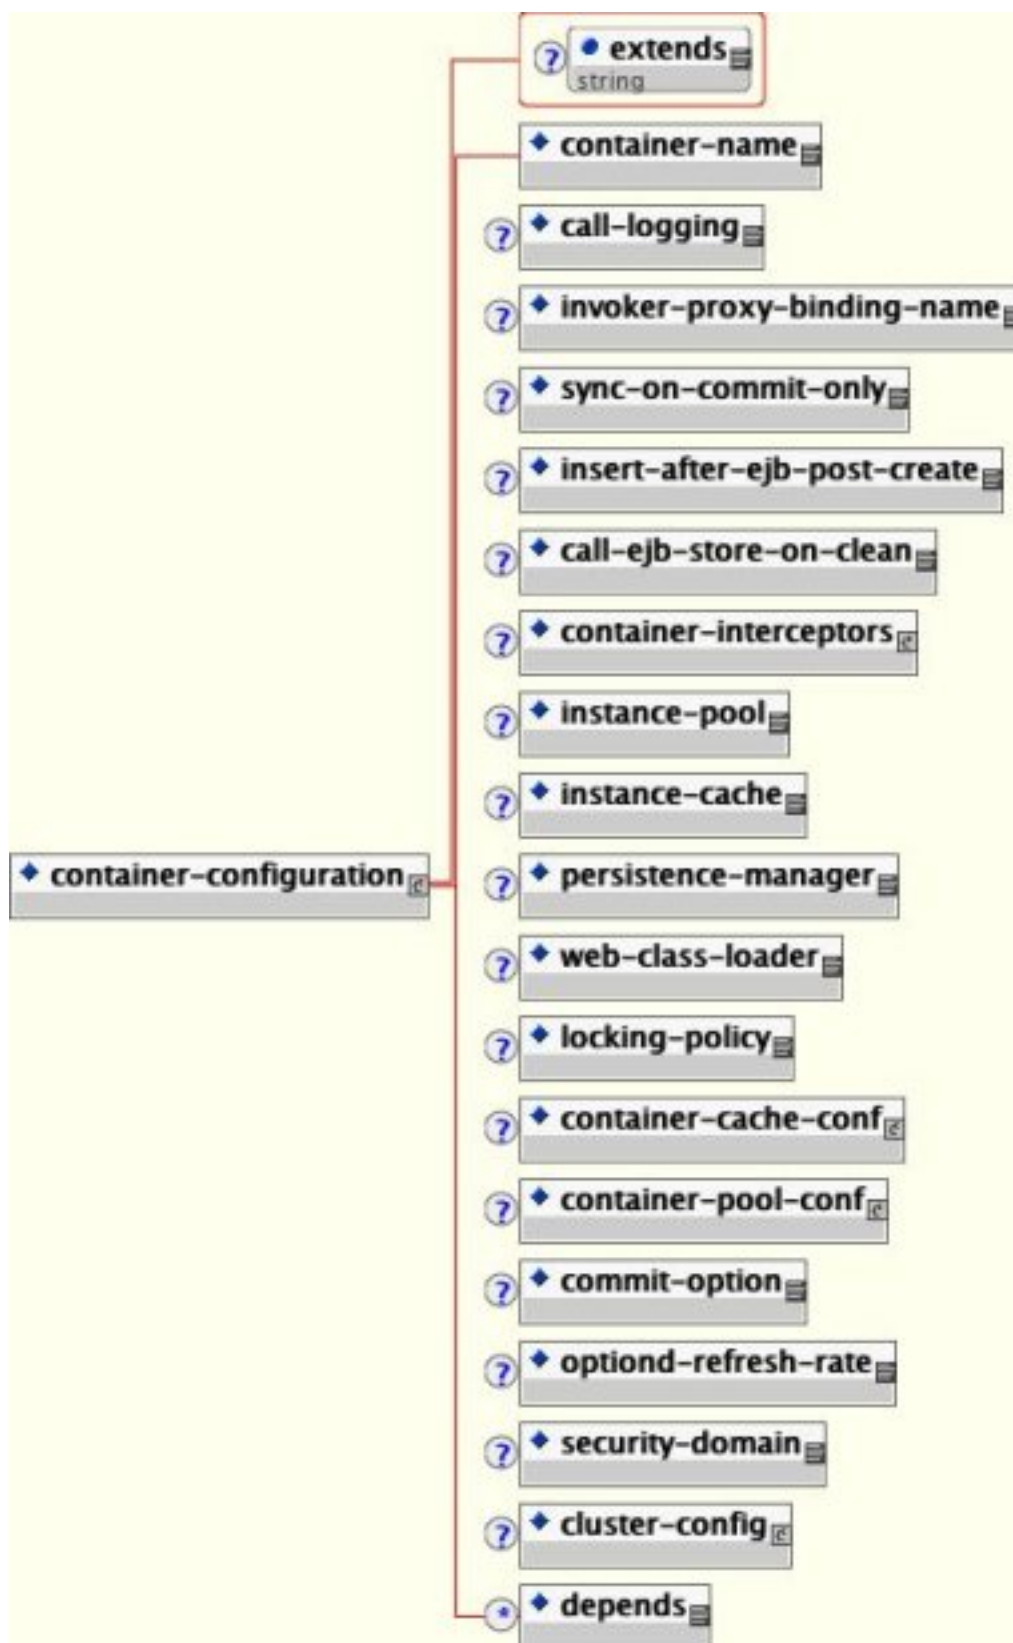 ? extends
string
container-name
? call-logging
? invoker-proxy-binding-name
? sync-on-commit-only
? insert-after-ejb-post-create
? call-ejb-store-on-clean
? container-interceptors
? instance-pool
? instance-cache
container-configuration
? persistence-manager
? web-class-loader
? locking-policy
? container-cache-conf
? container-pool-conf
? commit-option
? optiond-refresh-rate
? security-domain
? cluster-config
* depends